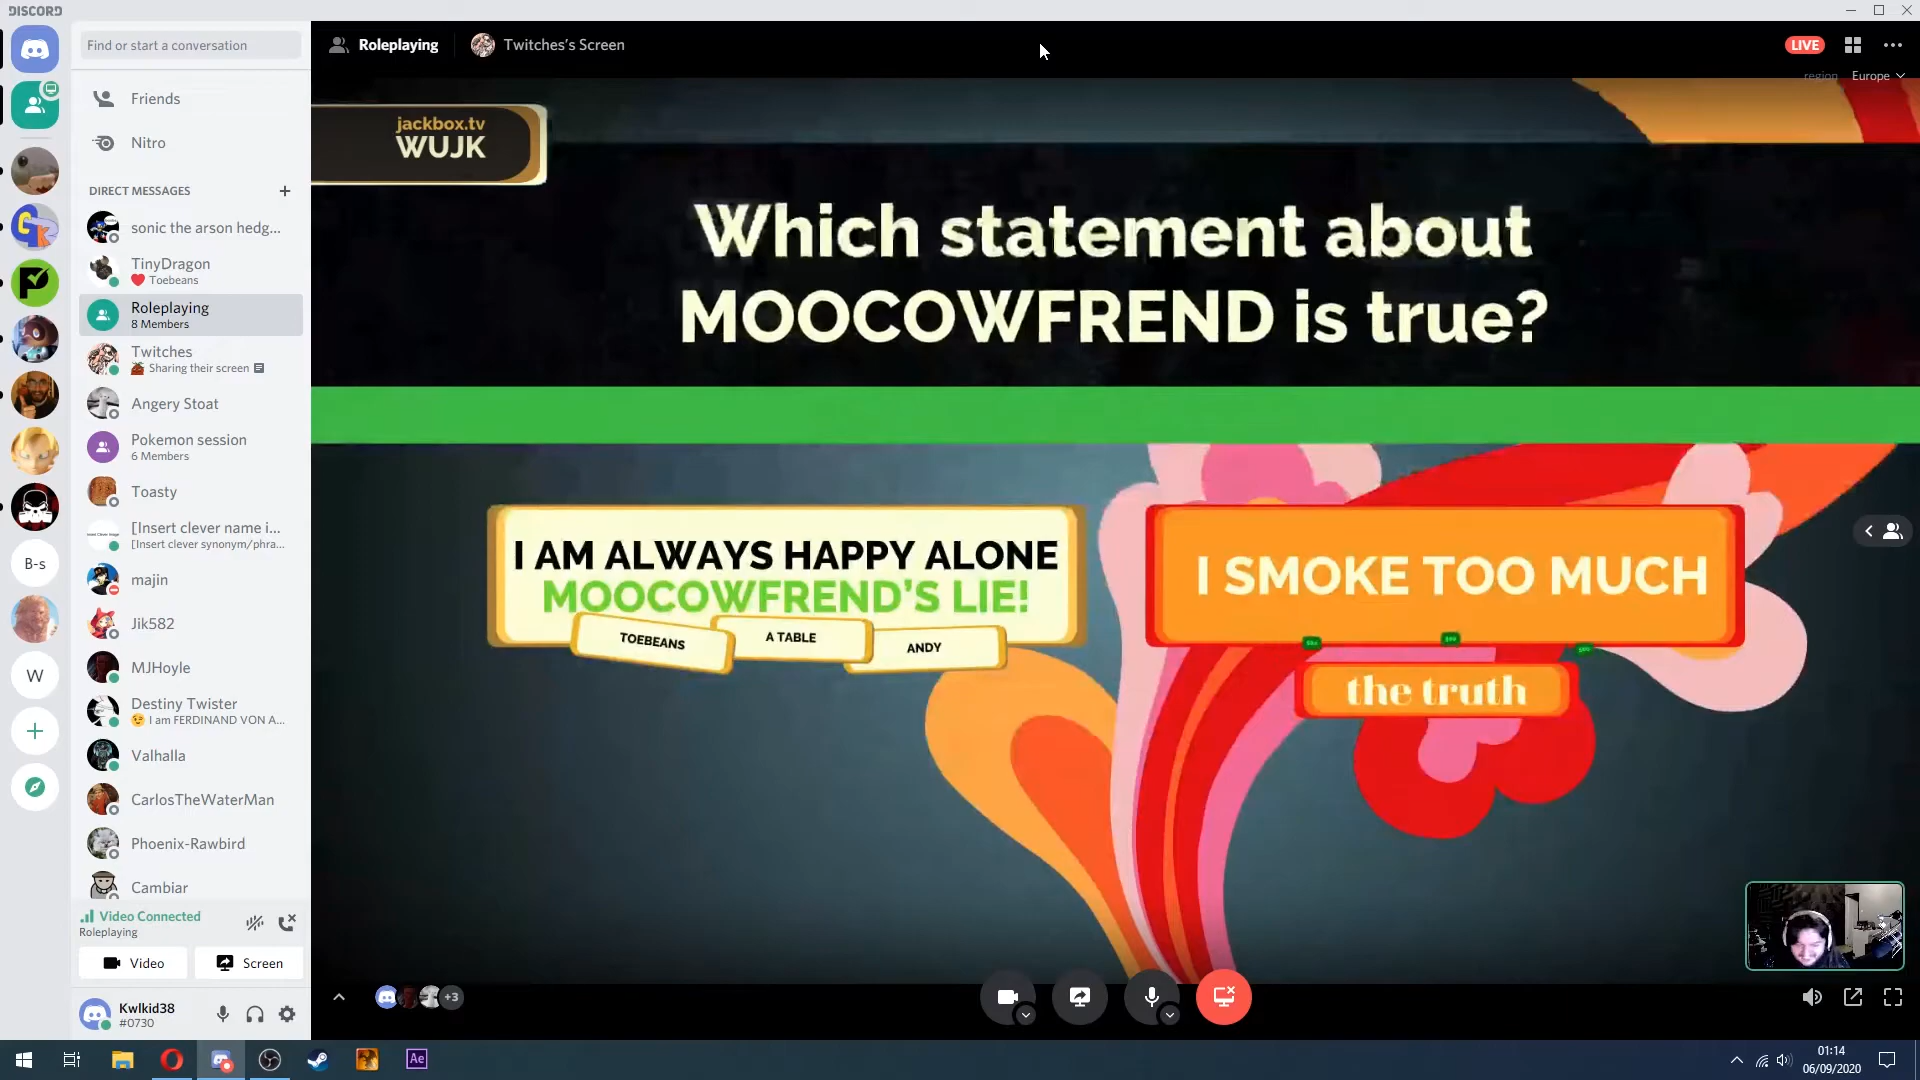 DISCORD
Find or start a conversation
Friends
Nitro
DIRECT MESSAGES
sonic the arson hedg...
TinyDragon
Toebeans
Roleplaying
8 Members
Twitches
Sharing their screen
Angery Stoat
Pokemon session
6 Members
Toasty
[Insert clever name i...
[Insert clever synonym/phra...
majin
Jik582
MJHoyle
Destiny Twister
I am FERDINAND VON A...
Valhalla
CarlosTheWaterMan
Phoenix-Rawbird
Cambiar
B-s
W
Video Connected
Roleplaying
Video
Screen
Kwlkid38
#0730
Roleplaying
Twitches's Screen
LIVE
region
Europe
jackbox.tv
WUJK
Which statement about
MOOCOWFREND is true?
I AM ALWAYS HAPPY ALONE
MOOCOWFREND'S LIE!
TOEBEANS
A TABLE
ANDY
I SMOKE TOO MUCH
the truth
+3
Ae
01:14
06/09/2020